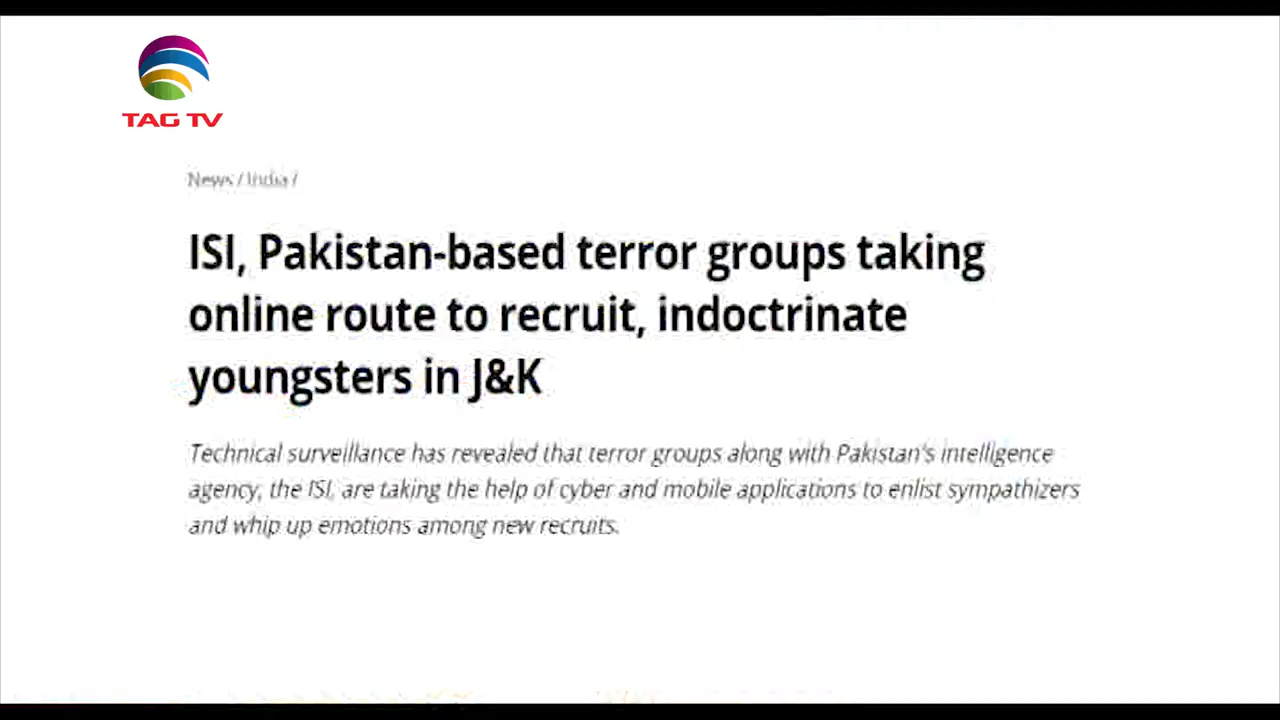 TAG TV
News / India /
ISI, Pakistan-based terror groups taking
online route to recruit, indoctrinate
youngsters in J&K
Technical surveillance has revealed that terror groups along with Pakistan's intelligence
agency, the ISI, are taking the help of cyber and mobile applications to enlist sympathizers
and whip up emotions among new recruits.